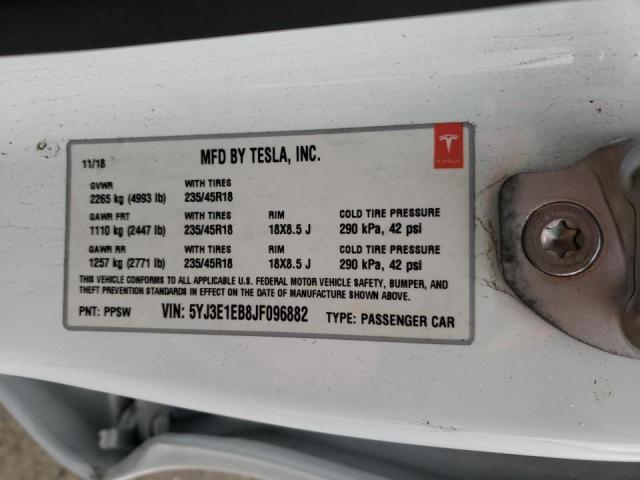 11/18 MFD BY TESLA, INC. TESLA
GVWR WITH TIRES
2265 kg (4993 lb) 235/45R18
GAWR FRT WITH TIRES RIM COLD TIRE PRESSURE
1110 kg (2447 lb) 235/45R18 18X8.5 J 290 kPa, 42 psi
GAWR RR WITH TIRES RIM COLD TIRE PRESSURE
1257 kg (2771 lb) 235/45R18 18X8.5 J 290 kPa, 42 psi
THIS VEHICLE CONFORMS TO ALL APPLICABLE U.S. FEDERAL MOTOR VEHICLE SAFETY, BUMPER, AND
THEFT PREVENTION STANDARDS IN EFFECT ON THE DATE OF MANUFACTURE SHOWN ABOVE.
PNT: PPSW VIN: 5YJ3E1EB8JF096882 TYPE: PASSENGER CAR